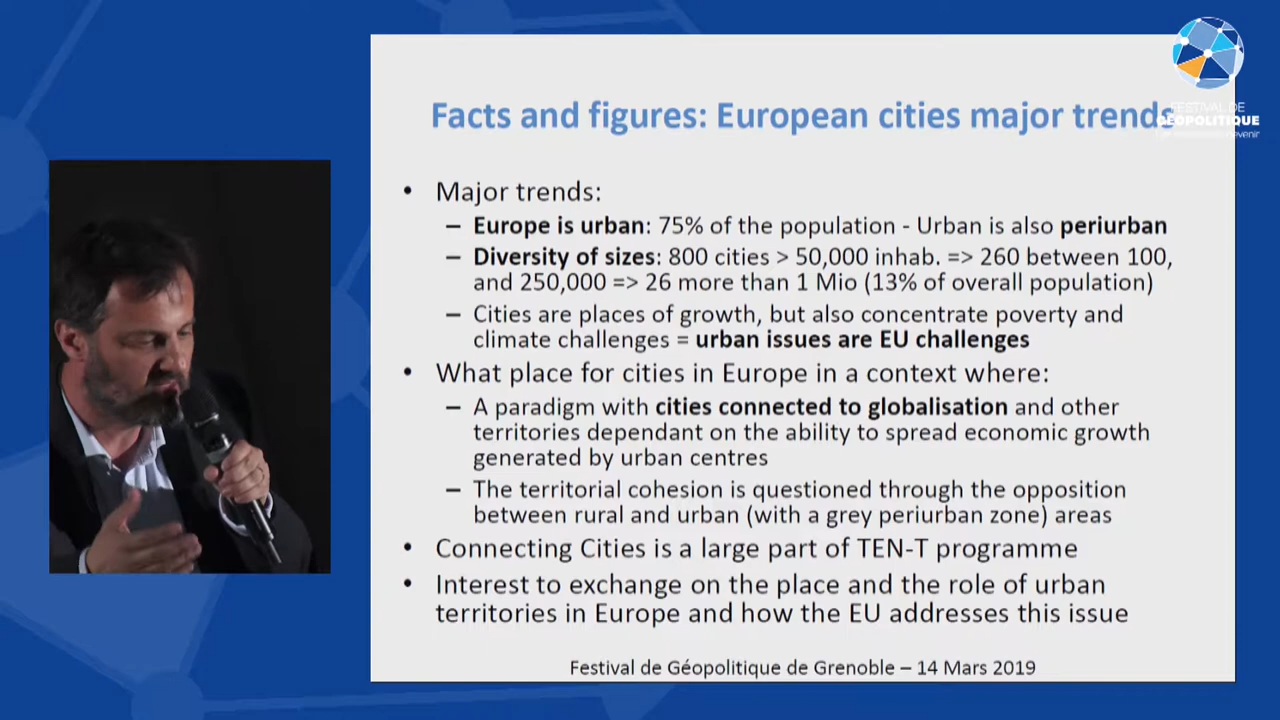 Facts and figures: European cities major trends
FESTIVAL DE
GÉOPOLITIQUE
• Major trends:
– Europe is urban: 75% of the population - Urban is also periurban
– Diversity of sizes: 800 cities > 50,000 inhab. => 260 between 100,
and 250,000 => 26 more than 1 Mio (13% of overall population)
– Cities are places of growth, but also concentrate poverty and
climate challenges = urban issues are EU challenges
• What place for cities in Europe in a context where:
– A paradigm with cities connected to globalisation and other
territories dependant on the ability to spread economic growth
generated by urban centres
– The territorial cohesion is questioned through the opposition
between rural and urban (with a grey periurban zone) areas
• Connecting Cities is a large part of TEN-T programme
• Interest to exchange on the place and the role of urban
territories in Europe and how the EU addresses this issue
Festival de Géopolitique de Grenoble – 14 Mars 2019